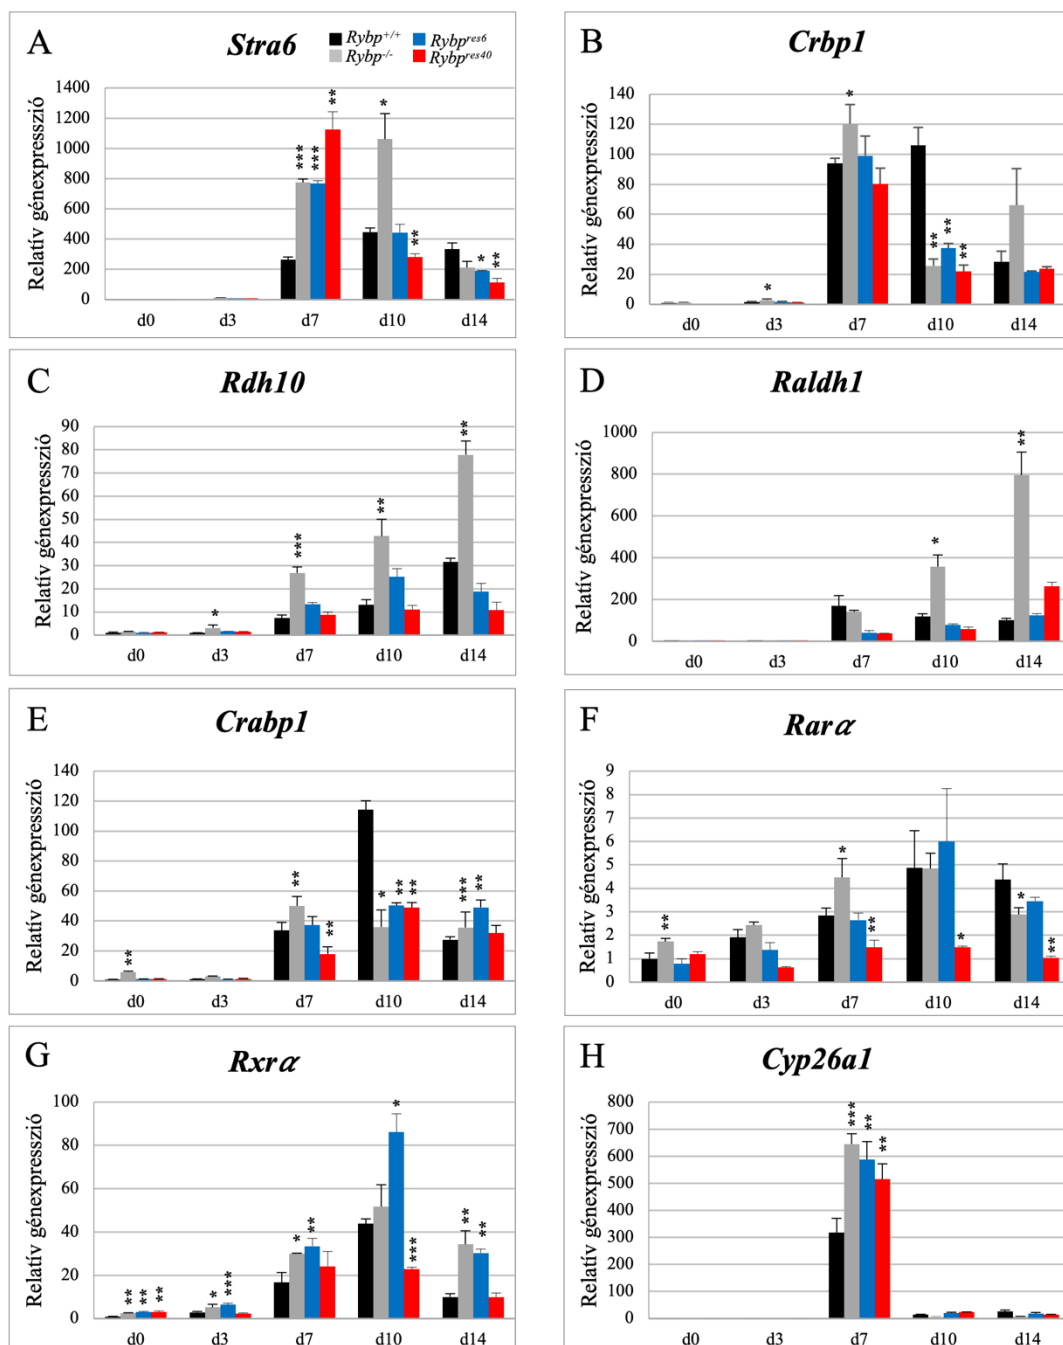 A
Stra6
Rybp+/+ Rybpres6
Rybp-/- Rybpres40
Relatív génexpresszió
1400
1200
1000
800
600
400
200
0
*** *** ** * ** * **
d0 d3 d7 d10 d14
B
Crbp1
Relatív génexpresszió
140
120
100
80
60
40
20
0
* * ** ** **
d0 d3 d7 d10 d14
C
Rdh10
Relatív génexpresszió
90
80
70
60
50
40
30
20
10
0
* *** ** **
d0 d3 d7 d10 d14
D
Raldh1
Relatív génexpresszió
1000
800
600
400
200
0
* **
d0 d3 d7 d10 d14
E
Crabp1
Relatív génexpresszió
140
120
100
80
60
40
20
0
** ** ** * ** ** *** **
d0 d3 d7 d10 d14
F
Rarα
Relatív génexpresszió
9
8
7
6
5
4
3
2
1
0
** * ** * * **
d0 d3 d7 d10 d14
G
Rxrα
Relatív génexpresszió
100
80
60
40
20
0
** ** ** * *** * ** * *** ** **
d0 d3 d7 d10 d14
H
Cyp26a1
Relatív génexpresszió
800
700
600
500
400
300
200
100
0
*** ** **
d0 d3 d7 d10 d14